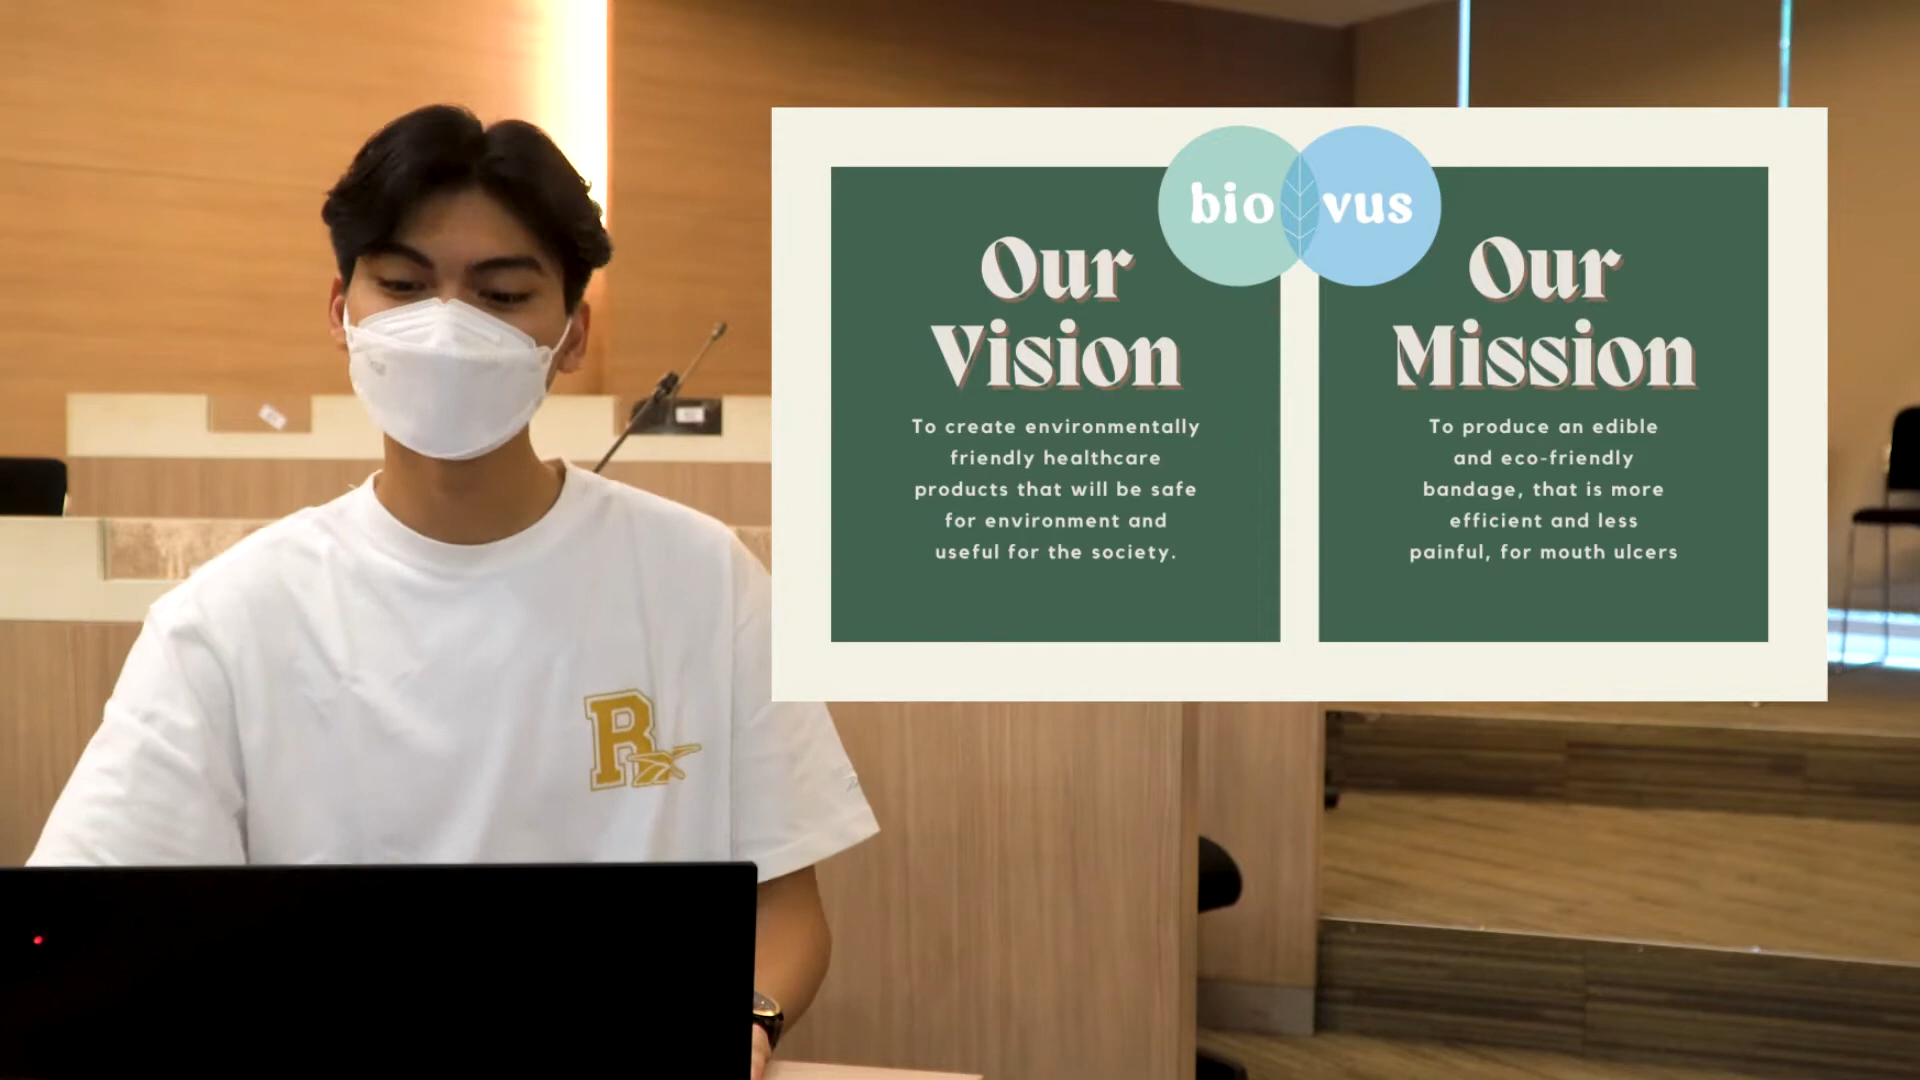 bio vus
Our
Vision
To create environmentally
friendly healthcare
products that will be safe
for environment and
useful for the society.
Our
Mission
To produce an edible
and eco-friendly
bandage, that is more
efficient and less
painful, for mouth ulcers
R